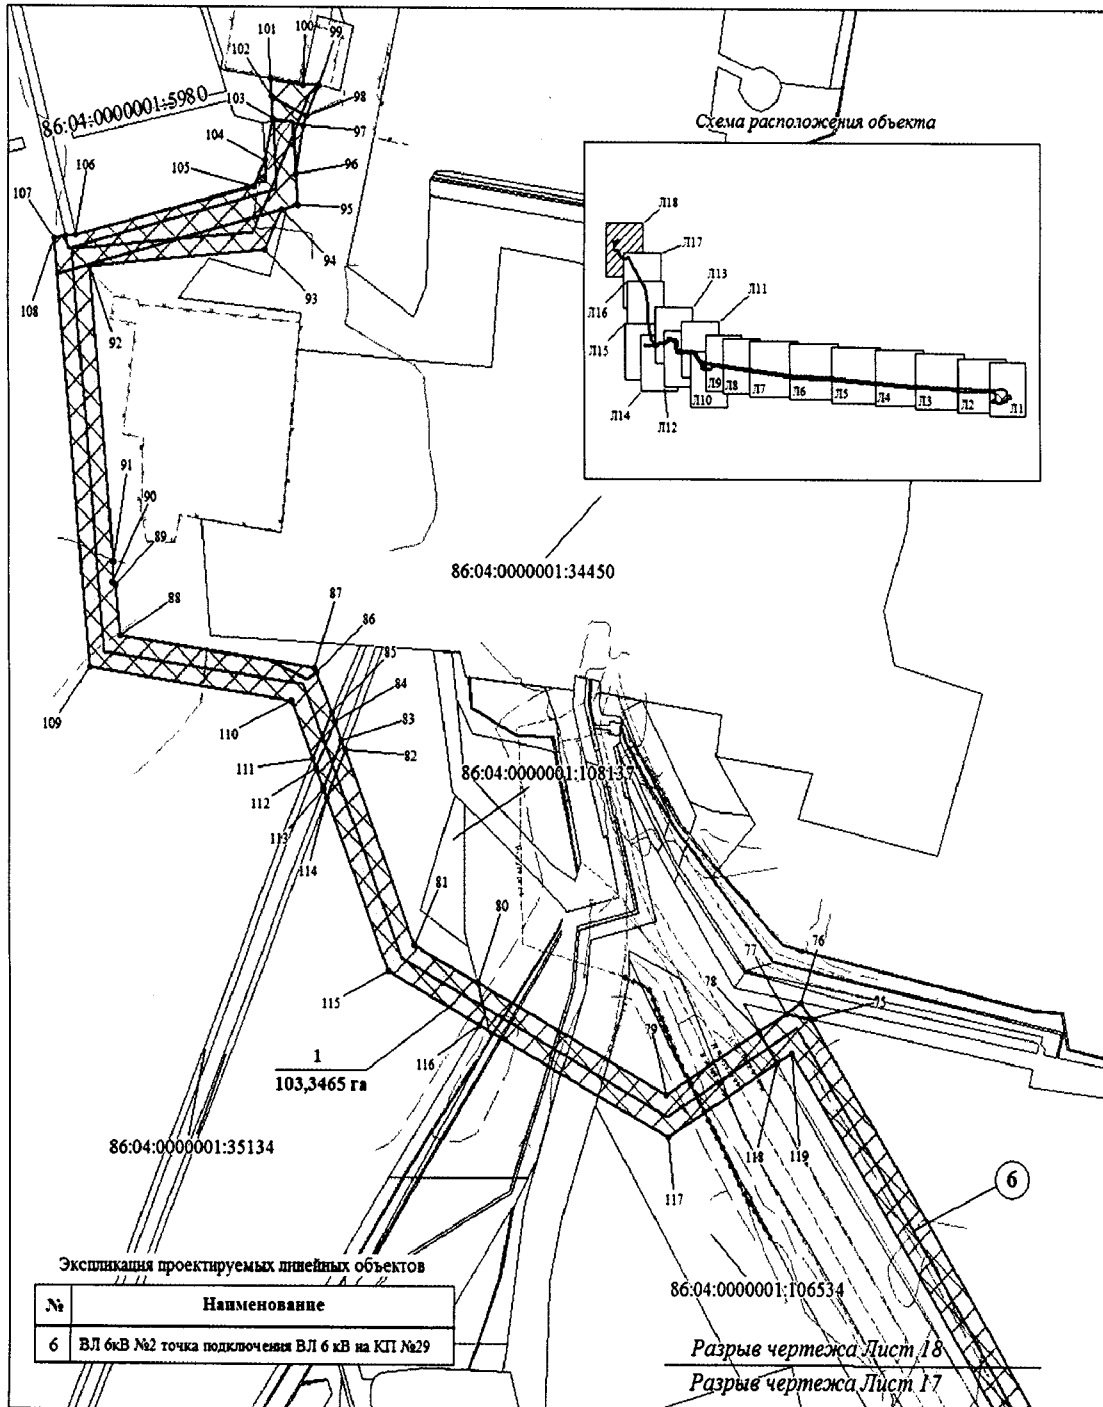 101
100
99
102
86:04:0000001:5980
98
103
97
104
96
106
105
107
95
108
94
93
92
Схема расположения объекта
Л18
Л17
Л13
Л11
Л16
Л15
Л14
Л12
Л10
Л9
Л8
Л7
Л6
Л5
Л4
Л3
Л2
Л1
91
90
89
86:04:0000001:34450
88
87
86
85
84
83
82
109
110
111
112
113
114
86:04:0000001:108137
81
80
76
77
78
75
79
115
116
1
103,3465 га
86:04:0000001:35134
118
119
117
6
86:04:0000001:106534
Экспликация проектируемых линейных объектов
№ Наименование
6 ВЛ 6кВ №2 точка подключения ВЛ 6 кВ на КП №29
Разрыв чертежа Лист 18
Разрыв чертежа Лист 17